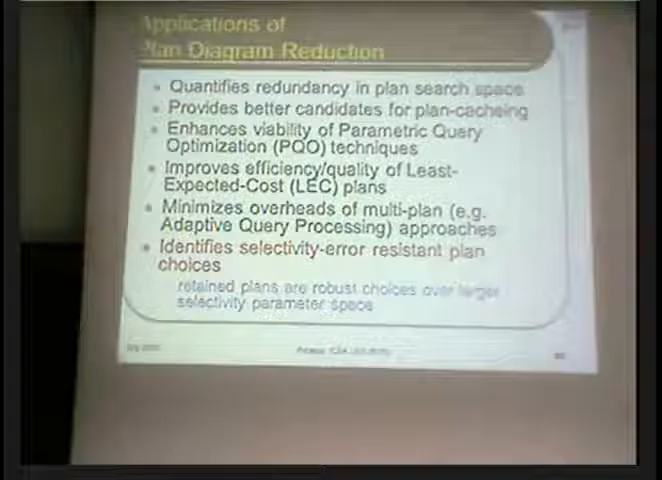 Applications of
Plan Diagram Reduction
Quantifies redundancy in plan search space
Provides better candidates for plan-cacheing
Enhances viability of Parametric Query
Optimization (PQO) techniques
Improves efficiency/quality of Least-
Expected-Cost (LEC) plans
Minimizes overheads of multi-plan (e.g.
Adaptive Query Processing) approaches
Identifies selectivity-error resistant plan
choices
retained plans are robust choices over larger
selectivity parameter space